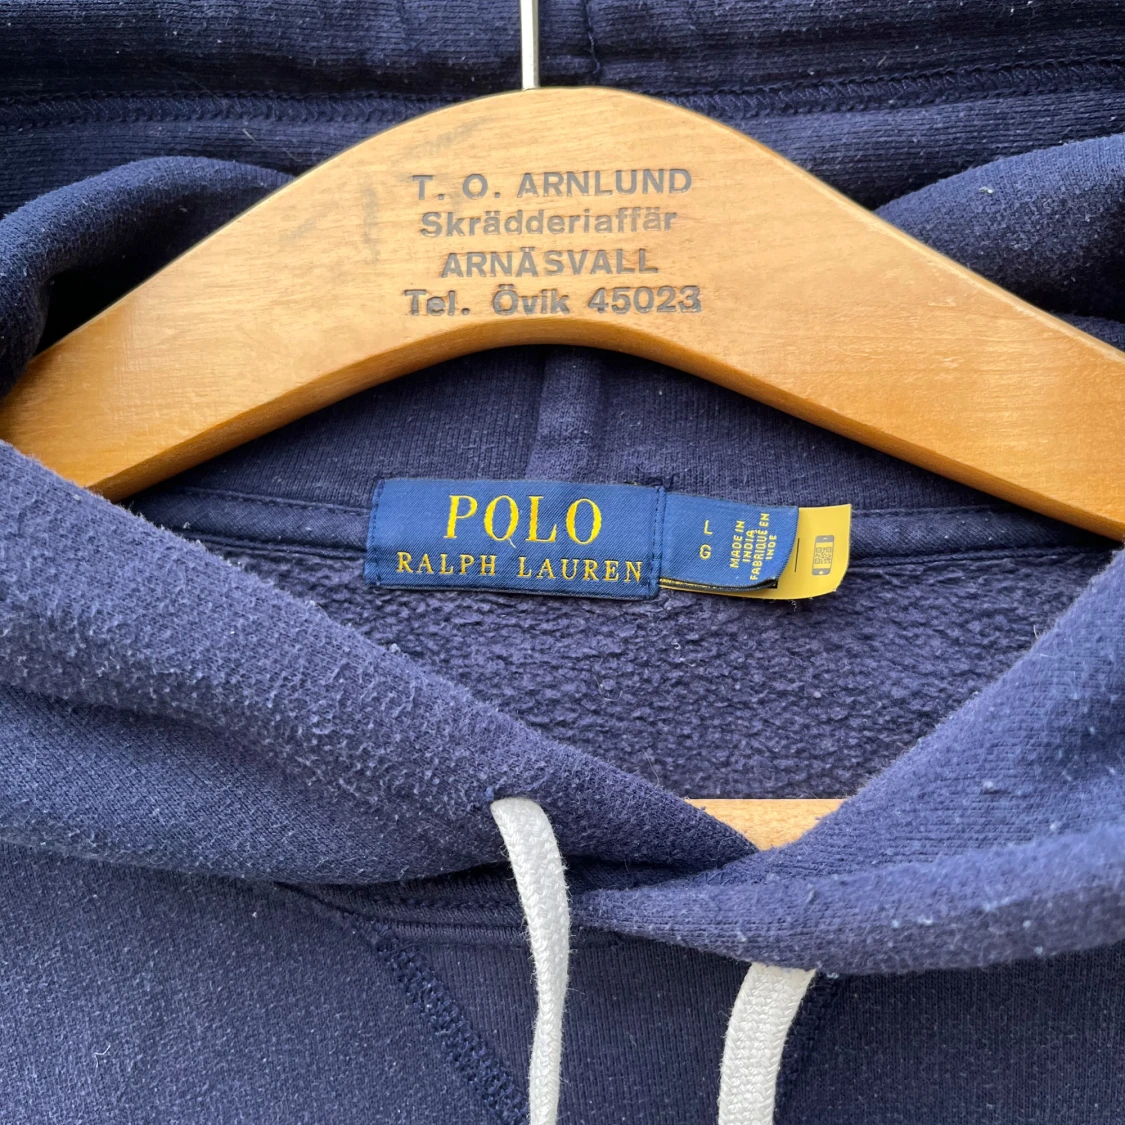 T. O. ARNLUND
Skrädderiaffär
ARNÄSVALL
Tel. Övik 45023
POLO
RALPH LAUREN
L
G
MADE IN
INDIA
FABRIQUÉ EN
INDE